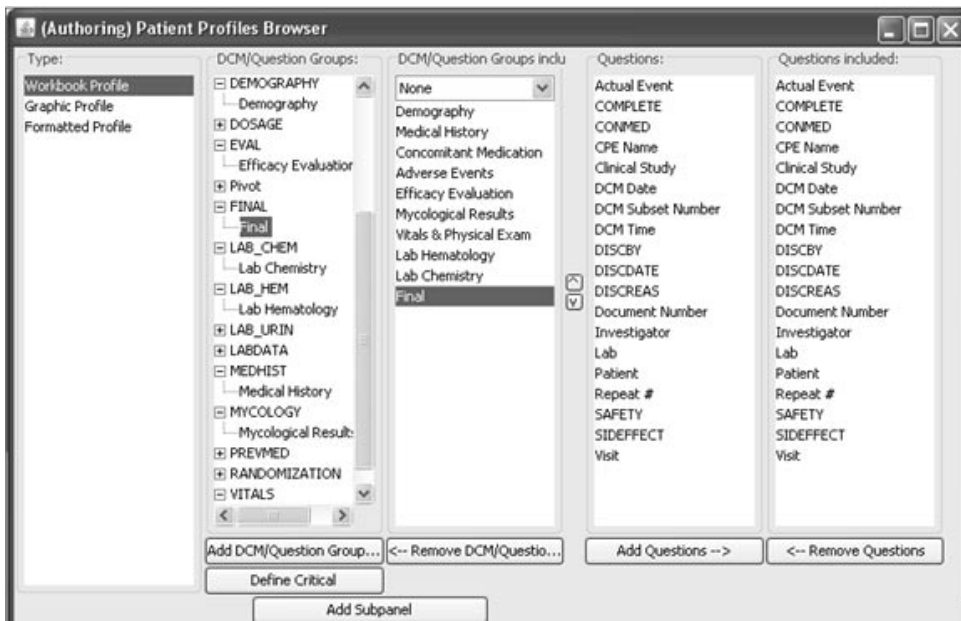 (Authoring) Patient Profiles Browser
Type:
Workbook Profile
Graphic Profile
Formatted Profile
DCM/Question Groups:
DEMOGRAPHY
Demography
DOSAGE
EVAL
Efficacy Evaluation
Pivot
FINAL
Final
LAB_CHEM
Lab Chemistry
LAB_HEM
Lab Hematology
LAB_URIN
LABDATA
MEDHIST
Medical History
MYCOLOGY
Mycological Result:
PREVMED
RANDOMIZATION
VITALS
Add DCM/Question Group...
Define Critical
Add Subpanel
DCM/Question Groups inclu
None
Demography
Medical History
Concomitant Medication
Adverse Events
Efficacy Evaluation
Mycological Results
Vitals & Physical Exam
Lab Hematology
Lab Chemistry
Final
<-- Remove DCM/Questio...
Questions:
Actual Event
COMPLETE
CONMED
CPE Name
Clinical Study
DCM Date
DCM Subset Number
DCM Time
DISCBY
DISCDATE
DISCREAS
Document Number
Investigator
Lab
Patient
Repeat #
SAFETY
SIDEFFECT
Visit
Add Questions -->
Questions included:
Actual Event
COMPLETE
CONMED
CPE Name
Clinical Study
DCM Date
DCM Subset Number
DCM Time
DISCBY
DISCDATE
DISCREAS
Document Number
Investigator
Lab
Patient
Repeat #
SAFETY
SIDEFFECT
Visit
<-- Remove Questions